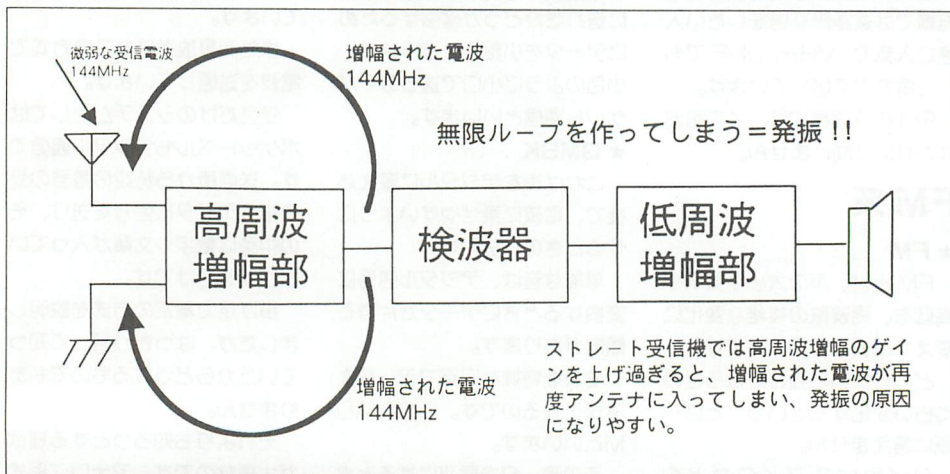 微弱な受信電波
144MHz
増幅された電波
144MHz
無限ループを作ってしまう＝発振!!
高周波
増幅部
検波器
低周波
増幅部
増幅された電波
144MHz
ストレート受信機では高周波増幅のゲイ
ンを上げ過ぎると、増幅された電波が再
度アンテナに入ってしまい、発振の原因
になりやすい。